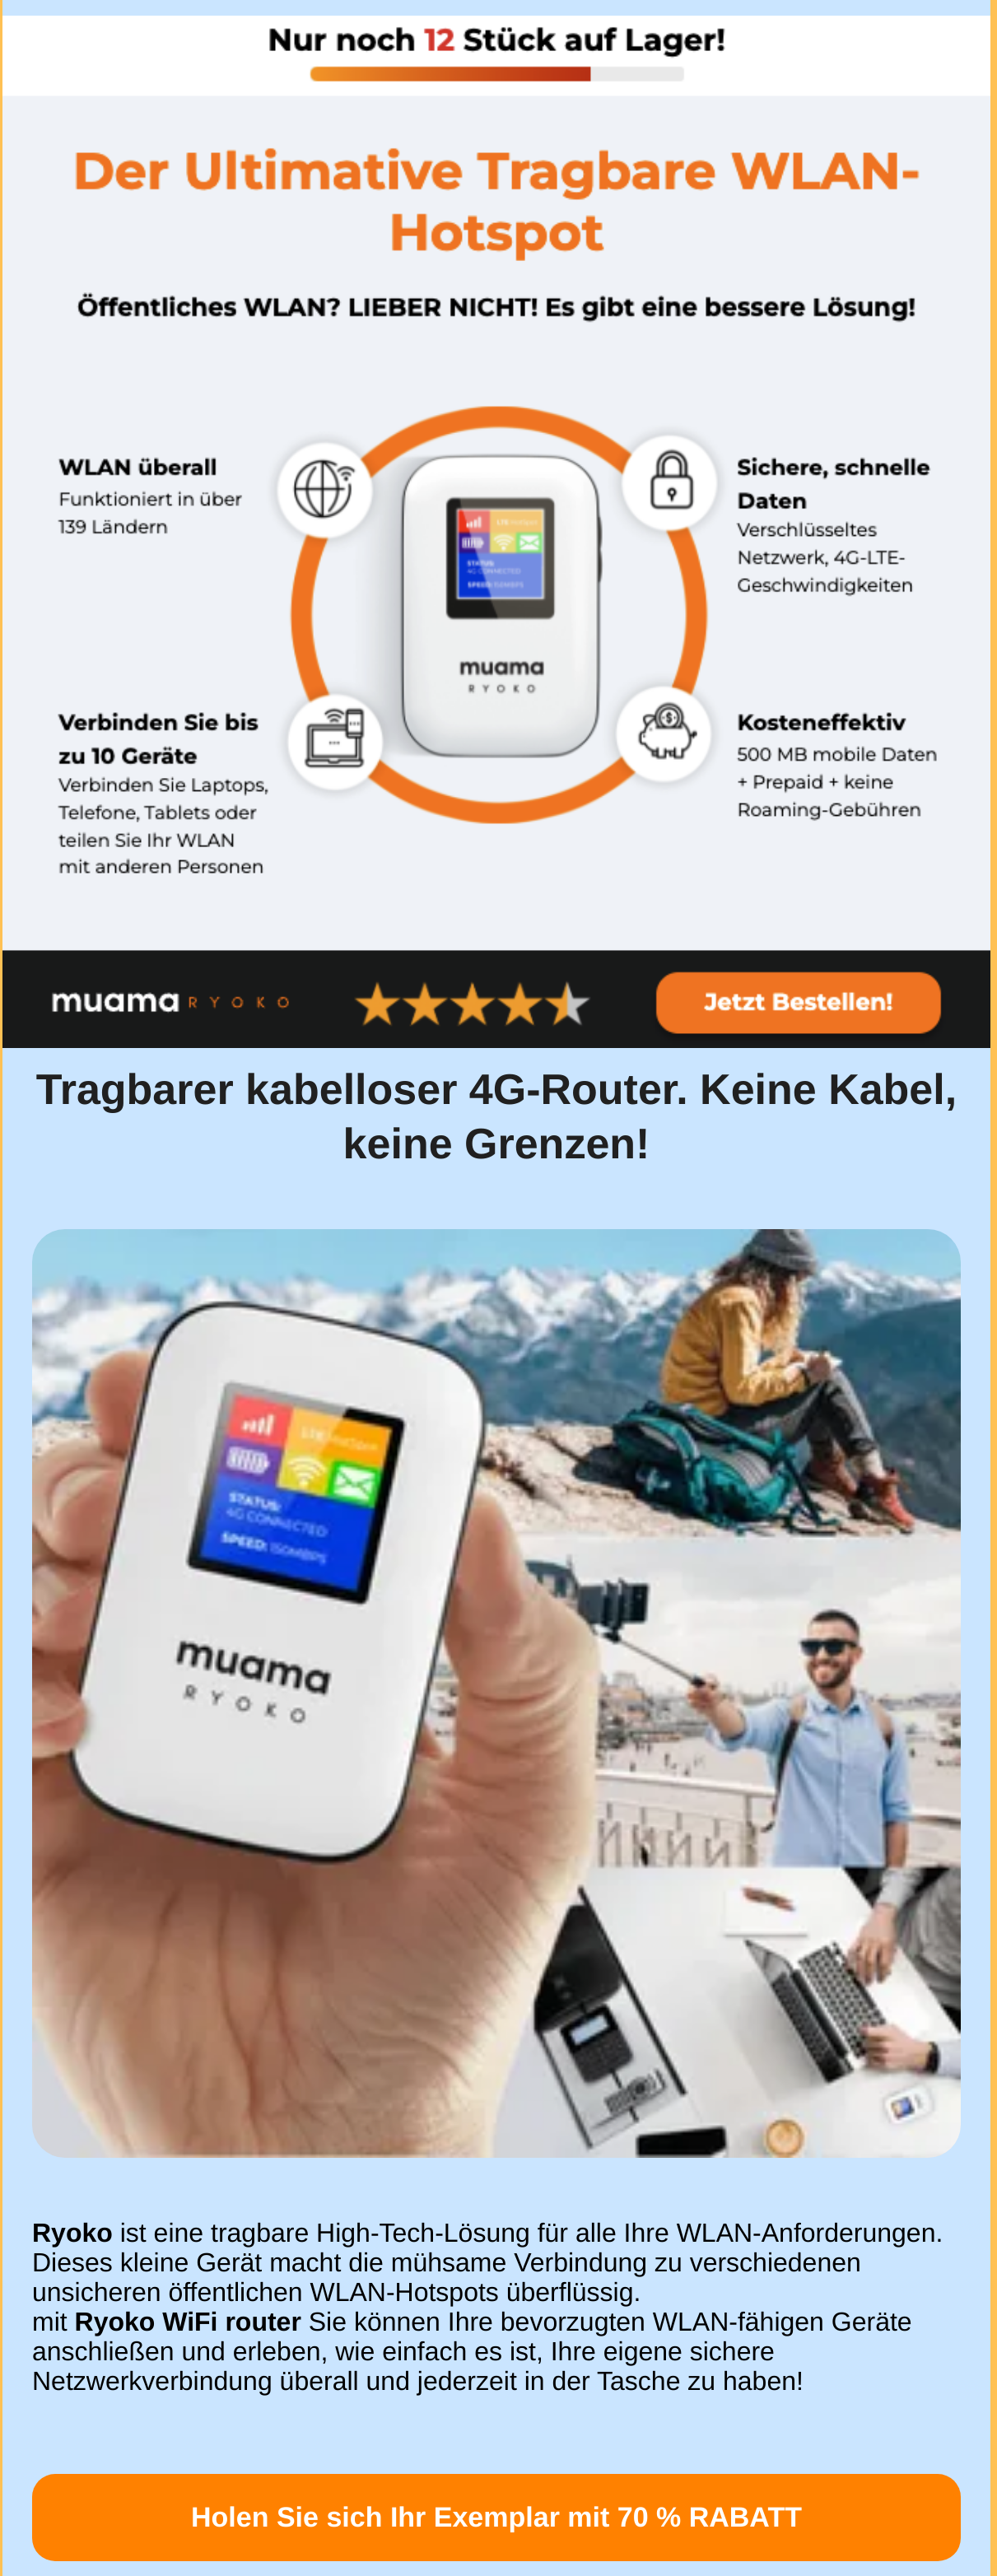 Nur noch 12 Stück auf Lager!
Der Ultimative Tragbare WLAN-
Hotspot
Öffentliches WLAN? LIEBER NICHT! Es gibt eine bessere Lösung!
WLAN überall
Funktioniert in über
139 Ländern
Sichere, schnelle
Daten
Verschlüsseltes
Netzwerk, 4G-LTE-
Geschwindigkeiten
STATUS:
4G CONNECTED
SPEED: 150MBPS
muama
RYOKO
Verbinden Sie bis
zu 10 Geräte
Verbinden Sie Laptops,
Telefone, Tablets oder
teilen Sie Ihr WLAN
mit anderen Personen
Kosteneffektiv
500 MB mobile Daten
+ Prepaid + keine
Roaming-Gebühren
muama RYOKO
Jetzt Bestellen!
Tragbarer kabelloser 4G-Router. Keine Kabel,
keine Grenzen!
STATUS:
4G CONNECTED
SPEED: 150MBPS
muama
RYOKO
Ryoko ist eine tragbare High-Tech-Lösung für alle Ihre WLAN-Anforderungen.
Dieses kleine Gerät macht die mühsame Verbindung zu verschiedenen
unsicheren öffentlichen WLAN-Hotspots überflüssig.
mit Ryoko WiFi router Sie können Ihre bevorzugten WLAN-fähigen Geräte
anschließen und erleben, wie einfach es ist, Ihre eigene sichere
Netzwerkverbindung überall und jederzeit in der Tasche zu haben!
Holen Sie sich Ihr Exemplar mit 70 % RABATT